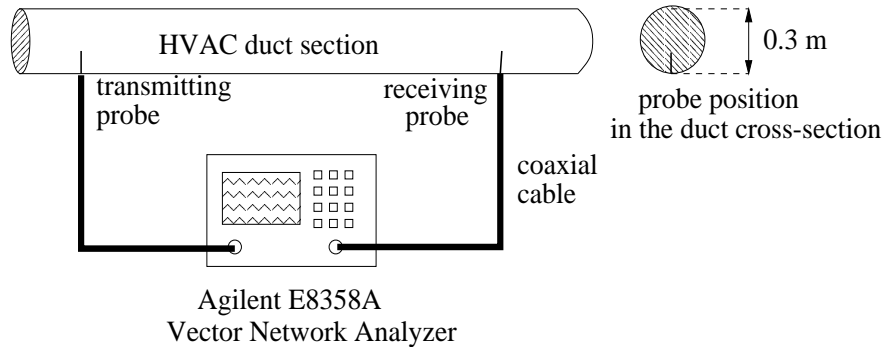 HVAC duct section
0.3 m
transmitting
probe
receiving
probe
probe position
in the duct cross-section
coaxial
cable
Agilent E8358A
Vector Network Analyzer